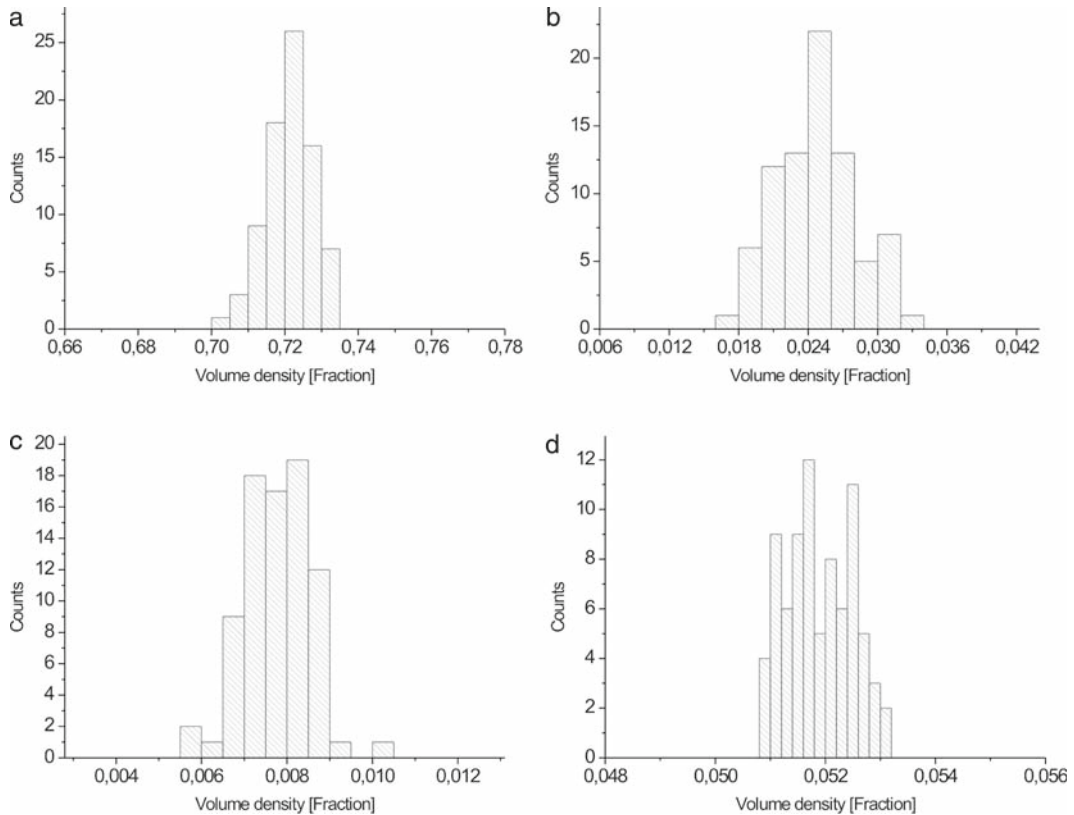 a
25
20
15
10
5
0
Counts
0,66 0,68 0,70 0,72 0,74 0,76 0,78
Volume density [Fraction]
b
20
15
10
5
0
Counts
0,006 0,012 0,018 0,024 0,030 0,036 0,042
Volume density [Fraction]
c
20
18
16
14
12
10
8
6
4
2
0
Counts
0,004 0,006 0,008 0,010 0,012
Volume density [Fraction]
d
12
10
8
6
4
2
0
Counts
0,048 0,050 0,052 0,054 0,056
Volume density [Fraction]